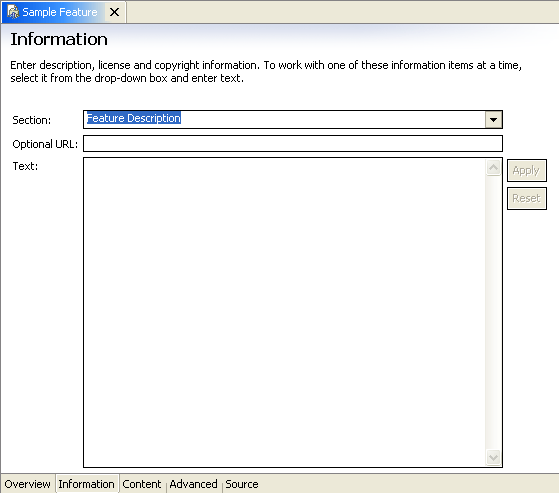 Sample Feature
Information
Enter description, license and copyright information. To work with one of these information items at a time,
select it from the drop-down box and enter text.
Section: Feature Description
Optional URL:
Text:
Apply
Reset
Overview Information Content Advanced Source